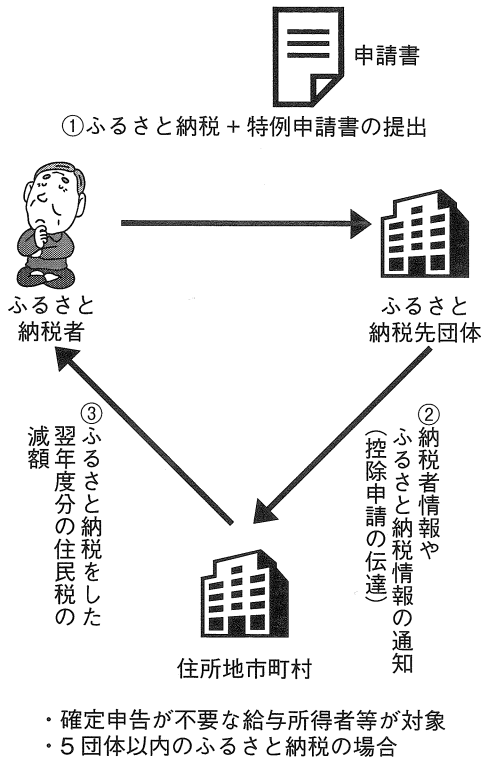 申請書
①ふるさと納税+特例申請書の提出
ふるさと
納税者
ふるさと
納税先団体
②納税者情報や
ふるさと納税情報の通知
(控除申請の伝達)
③ふるさと納税をした
翌年度分の住民税の
減額
住所地市町村
・確定申告が不要な給与所得者等が対象
・5団体以内のふるさと納税の場合